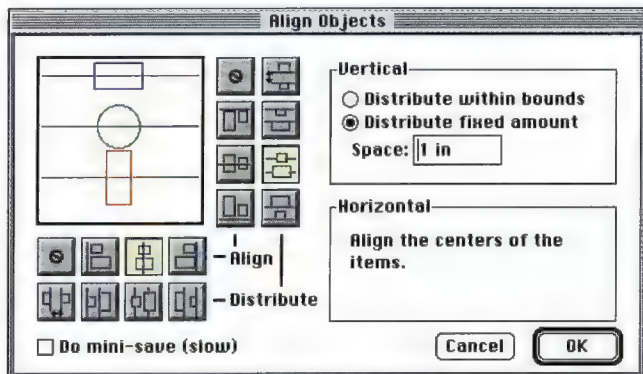 Align Objects
Vertical
Distribute within bounds
Distribute fixed amount
Space: 1 in
Horizontal
Align the centers of the
items.
Align
Distribute
Do mini-save (slow)
Cancel
OK